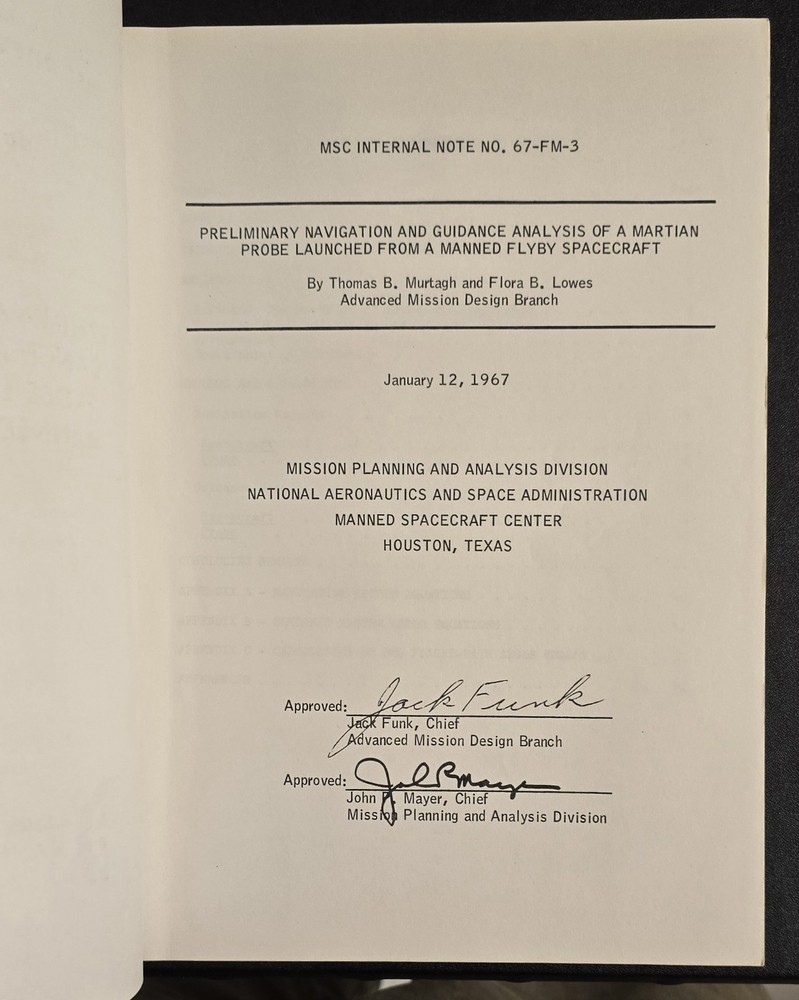 MSC INTERNAL NOTE NO. 67-FM-3
PRELIMINARY NAVIGATION AND GUIDANCE ANALYSIS OF A MARTIAN
PROBE LAUNCHED FROM A MANNED FLYBY SPACECRAFT
By Thomas B. Murtagh and Flora B. Lowes
Advanced Mission Design Branch
January 12, 1967
MISSION PLANNING AND ANALYSIS DIVISION
NATIONAL AERONAUTICS AND SPACE ADMINISTRATION
MANNED SPACECRAFT CENTER
HOUSTON, TEXAS
Approved: Jack Funk
Jack Funk, Chief
Advanced Mission Design Branch
Approved: John P. Mayer
John P. Mayer, Chief
Mission Planning and Analysis Division